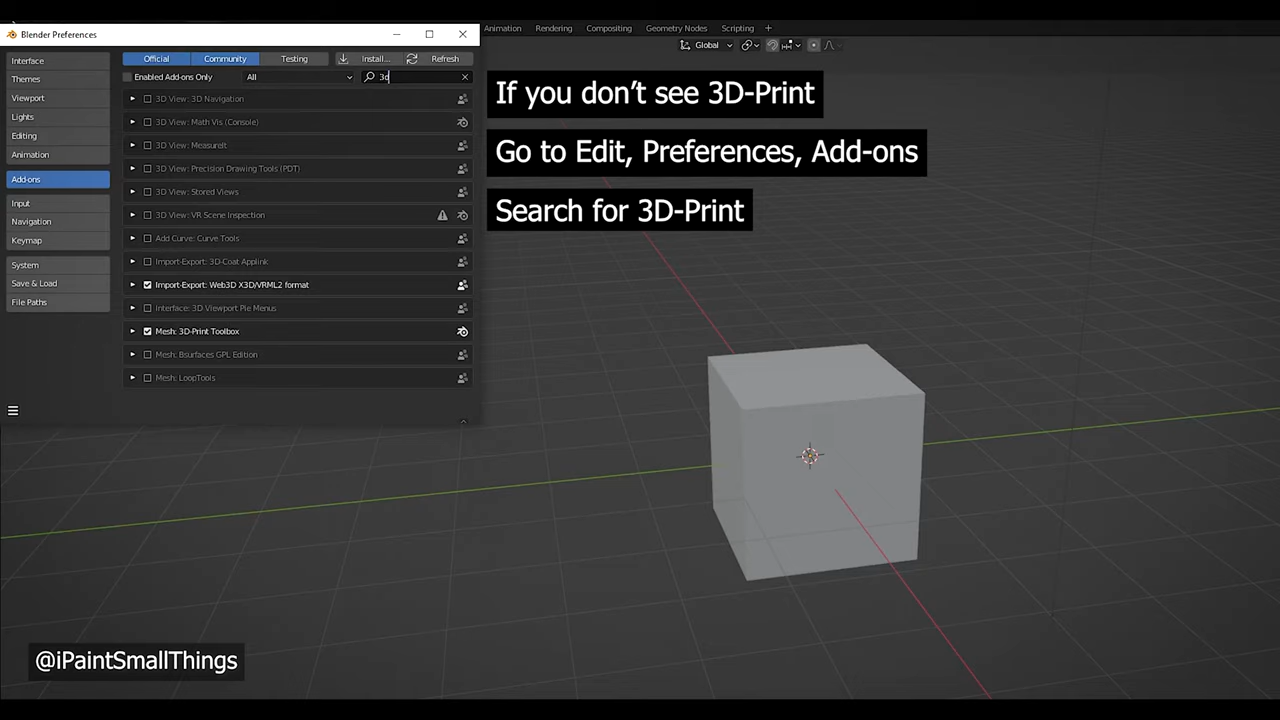 Blender Preferences
Animation Rendering Compositing Geometry Nodes Scripting +
Global
Interface
Themes
Viewport
Lights
Editing
Animation
Add-ons
Input
Navigation
Keymap
System
Save & Load
File Paths
Official Community Testing Install... Refresh
Enabled Add-ons Only All 3d
3D View: 3D Navigation
3D View: Math Vis (Console)
3D View: MeasureIt
3D View: Precision Drawing Tools (PDT)
3D View: Stored Views
3D View: VR Scene Inspection
Add Curve: Curve Tools
Import-Export: 3D-Coat Applink
Import-Export: Web3D X3D/VRML2 format
Interface: 3D Viewport Pie Menus
Mesh: 3D-Print Toolbox
Mesh: Bsurfaces GPL Edition
Mesh: LoopTools
If you don't see 3D-Print
Go to Edit, Preferences, Add-ons
Search for 3D-Print
@iPaintSmallThings